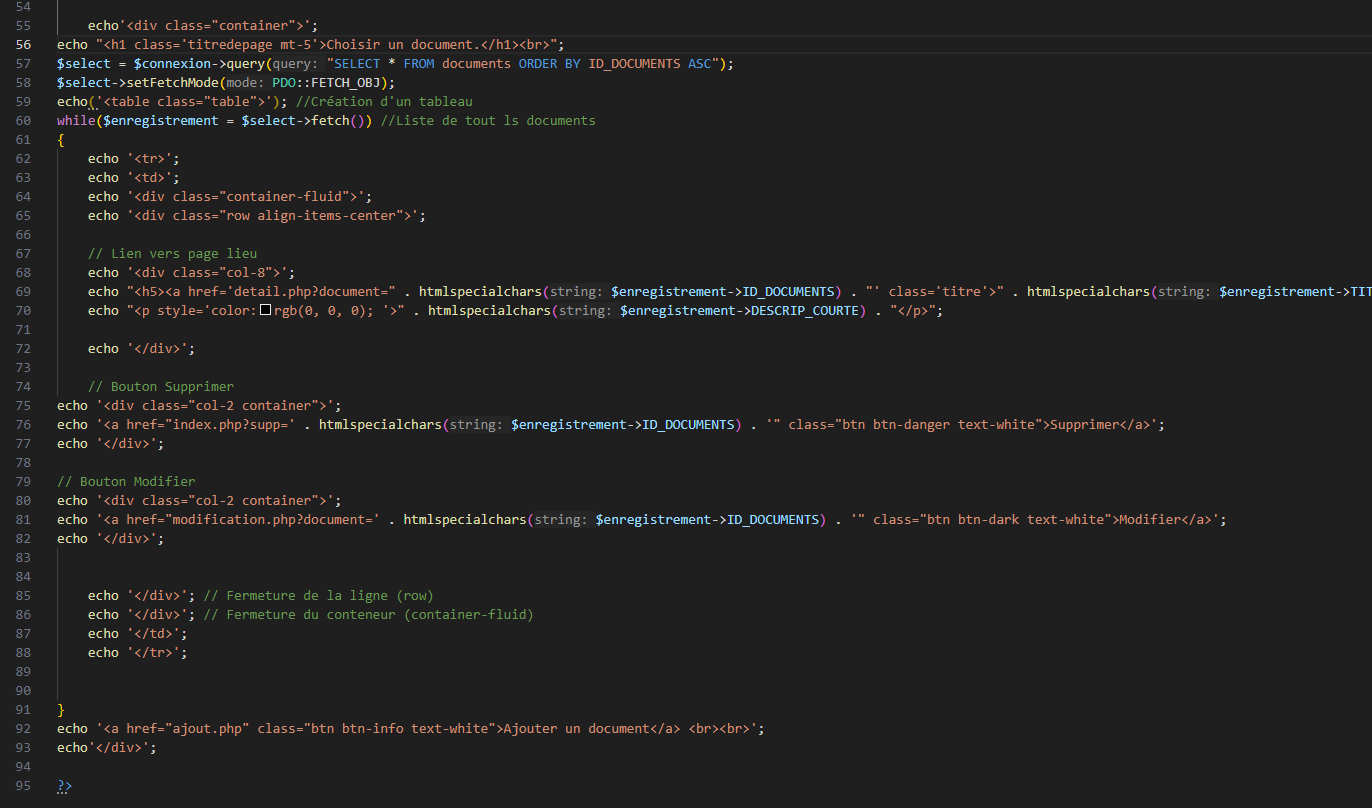 54
55 echo'<div class="container">';
56 echo "<h1 class='titredepage mt-5'>Choisir un document.</h1><br>";
57 $select = $connexion->query(query: "SELECT * FROM documents ORDER BY ID_DOCUMENTS ASC");
58 $select->setFetchMode(mode: PDO::FETCH_OBJ);
59 echo('<table class="table">'); //Création d'un tableau
60 while($enregistrement = $select->fetch()) //Liste de tout ls documents
61 {
62 echo '<tr>';
63 echo '<td>';
64 echo '<div class="container-fluid">';
65 echo '<div class="row align-items-center">';
66
67 // Lien vers page lieu
68 echo '<div class="col-8">';
69 echo "<h5><a href='detail.php?document=" . htmlspecialchars(string: $enregistrement->ID_DOCUMENTS) . "' class='titre'>" . htmlspecialchars(string: $enregistrement->TIT
70 echo "<p style='color:rgb(0, 0, 0); '>" . htmlspecialchars(string: $enregistrement->DESCRIP_COURTE) . "</p>";
71
72 echo '</div>';
73
74 // Bouton Supprimer
75 echo '<div class="col-2 container">';
76 echo '<a href="index.php?supp=' . htmlspecialchars(string: $enregistrement->ID_DOCUMENTS) . '" class="btn btn-danger text-white">Supprimer</a>';
77 echo '</div>';
78
79 // Bouton Modifier
80 echo '<div class="col-2 container">';
81 echo '<a href="modification.php?document=' . htmlspecialchars(string: $enregistrement->ID_DOCUMENTS) . '" class="btn btn-dark text-white">Modifier</a>';
82 echo '</div>';
83
84
85 echo '</div>'; // Fermeture de la ligne (row)
86 echo '</div>'; // Fermeture du conteneur (container-fluid)
87 echo '</td>';
88 echo '</tr>';
89
90
91 }
92 echo '<a href="ajout.php" class="btn btn-info text-white">Ajouter un document</a> <br><br>';
93 echo'</div>';
94
95 ?>